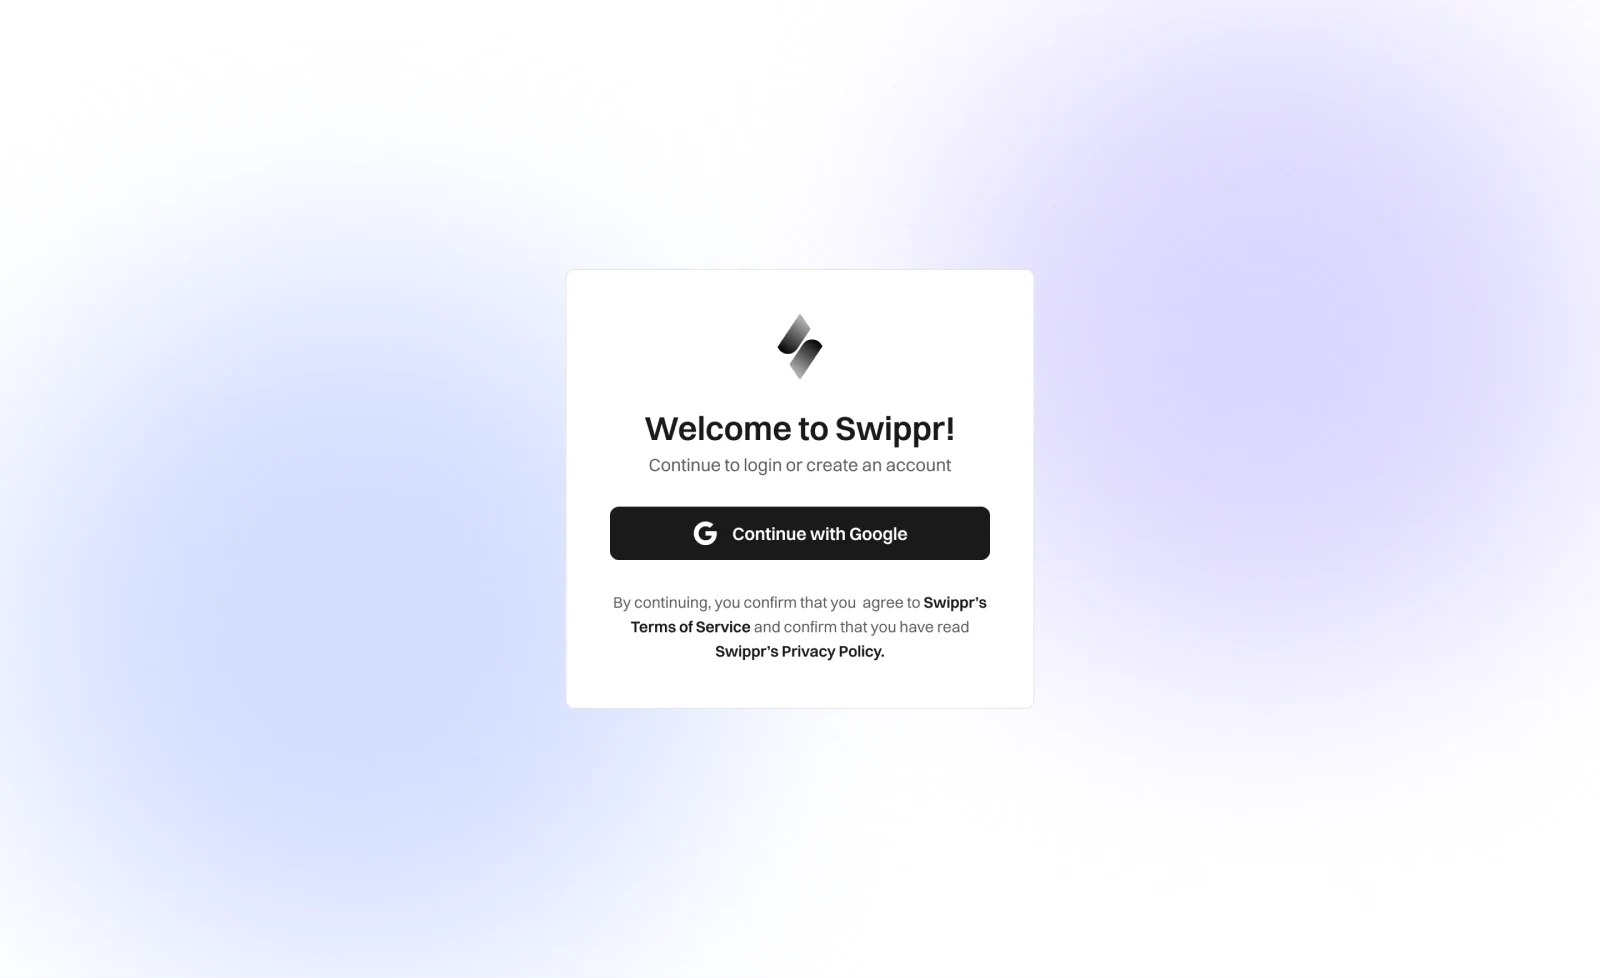 Welcome to Swippr!
Continue to login or create an account
Continue with Google
By continuing, you confirm that you  agree to Swippr’s
Terms of Service and confirm that you have read
Swippr’s Privacy Policy.